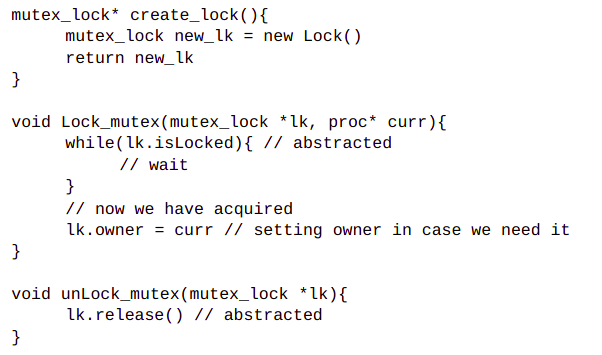 mutex_lock* create_lock(){
mutex_lock new_lk = new Lock()
return new_lk
}
void Lock_mutex(mutex_lock *lk, proc* curr){
while(lk.isLocked){ // abstracted
// wait
}
// now we have acquired
lk.owner = curr // setting owner in case we need it
}
void unLock_mutex(mutex_lock *lk){
lk.release() // abstracted
}